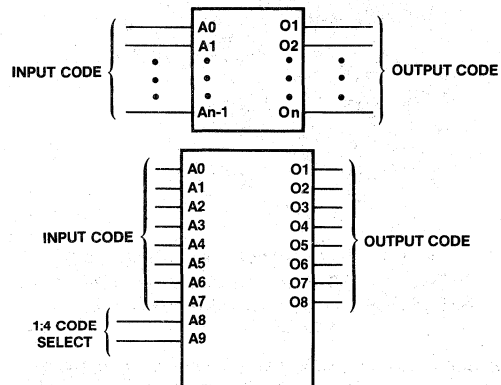 A0 O1
A1 O2
INPUT CODE OUTPUT CODE
An-1 On
A0 O1
A1 O2
A2 O3
A3 O4
INPUT CODE A4 O5 OUTPUT CODE
A5 O6
A6 O7
A7 O8
1:4 CODE A8
SELECT A9